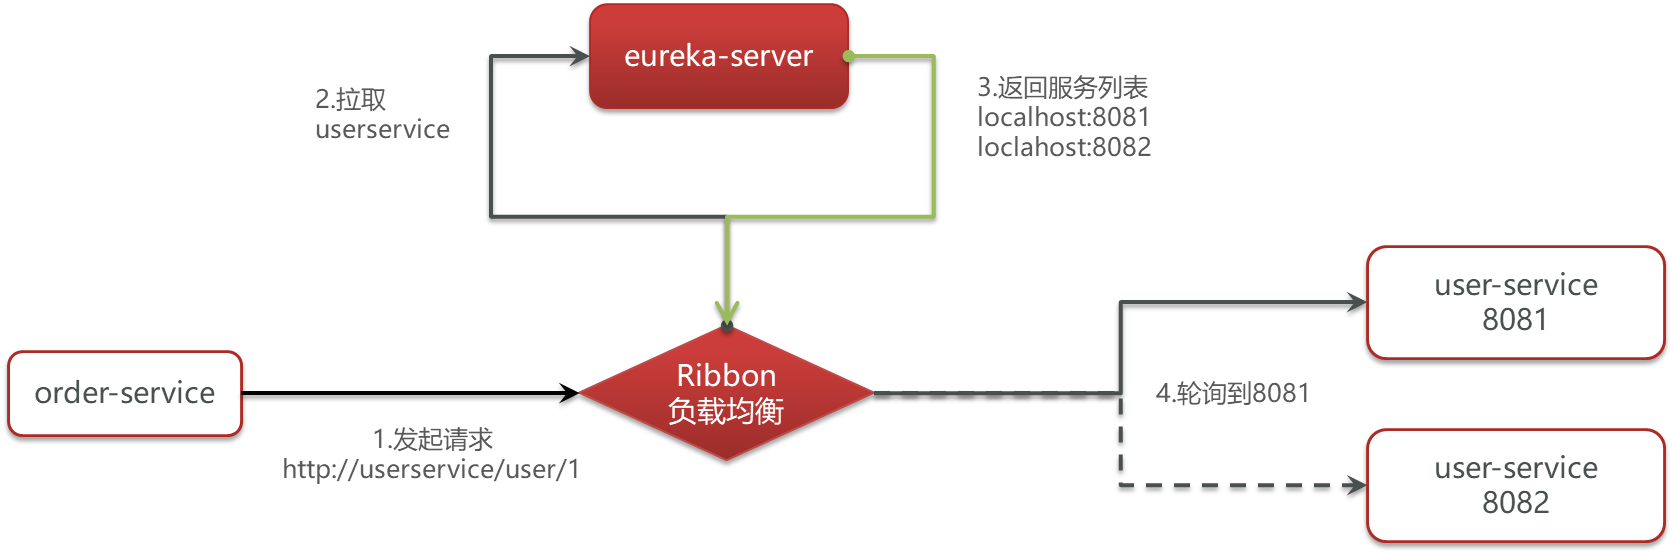 eureka-server
2.拉取
userservice
3.返回服务列表
localhost:8081
loclahost:8082
order-service
1.发起请求
http://userservice/user/1
Ribbon
负载均衡
4.轮询到8081
user-service
8081
user-service
8082